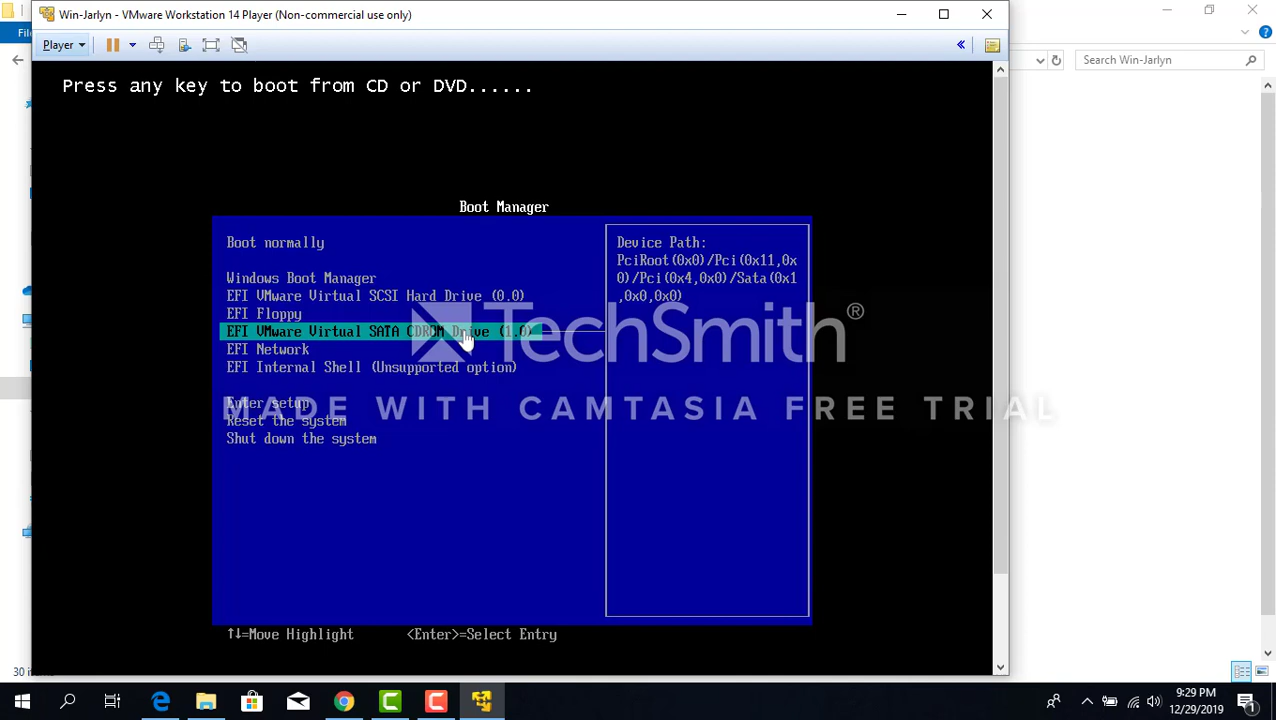 Win-Jarlyn - VMware Workstation 14 Player (Non-commercial use only)
Player
Search Win-Jarlyn
Press any key to boot from CD or DVD......
Boot Manager
Boot normally
Windows Boot Manager
EFI VMware Virtual SCSI Hard Drive (0.0)
EFI Floppy
EFI VMware Virtual SATA CDROM Drive (1.0)
EFI Network
EFI Internal Shell (Unsupported option)
Enter setup
Reset the system
Shut down the system
Device Path:
PciRoot(0x0)/Pci(0x11,0x
0)/Pci(0x4,0x0)/Sata(0x1
,0x0,0x0)
TechSmith®
MADE WITH CAMTASIA FREE TRIAL
↑↓=Move Highlight <Enter>=Select Entry
9:29 PM
12/29/2019
1